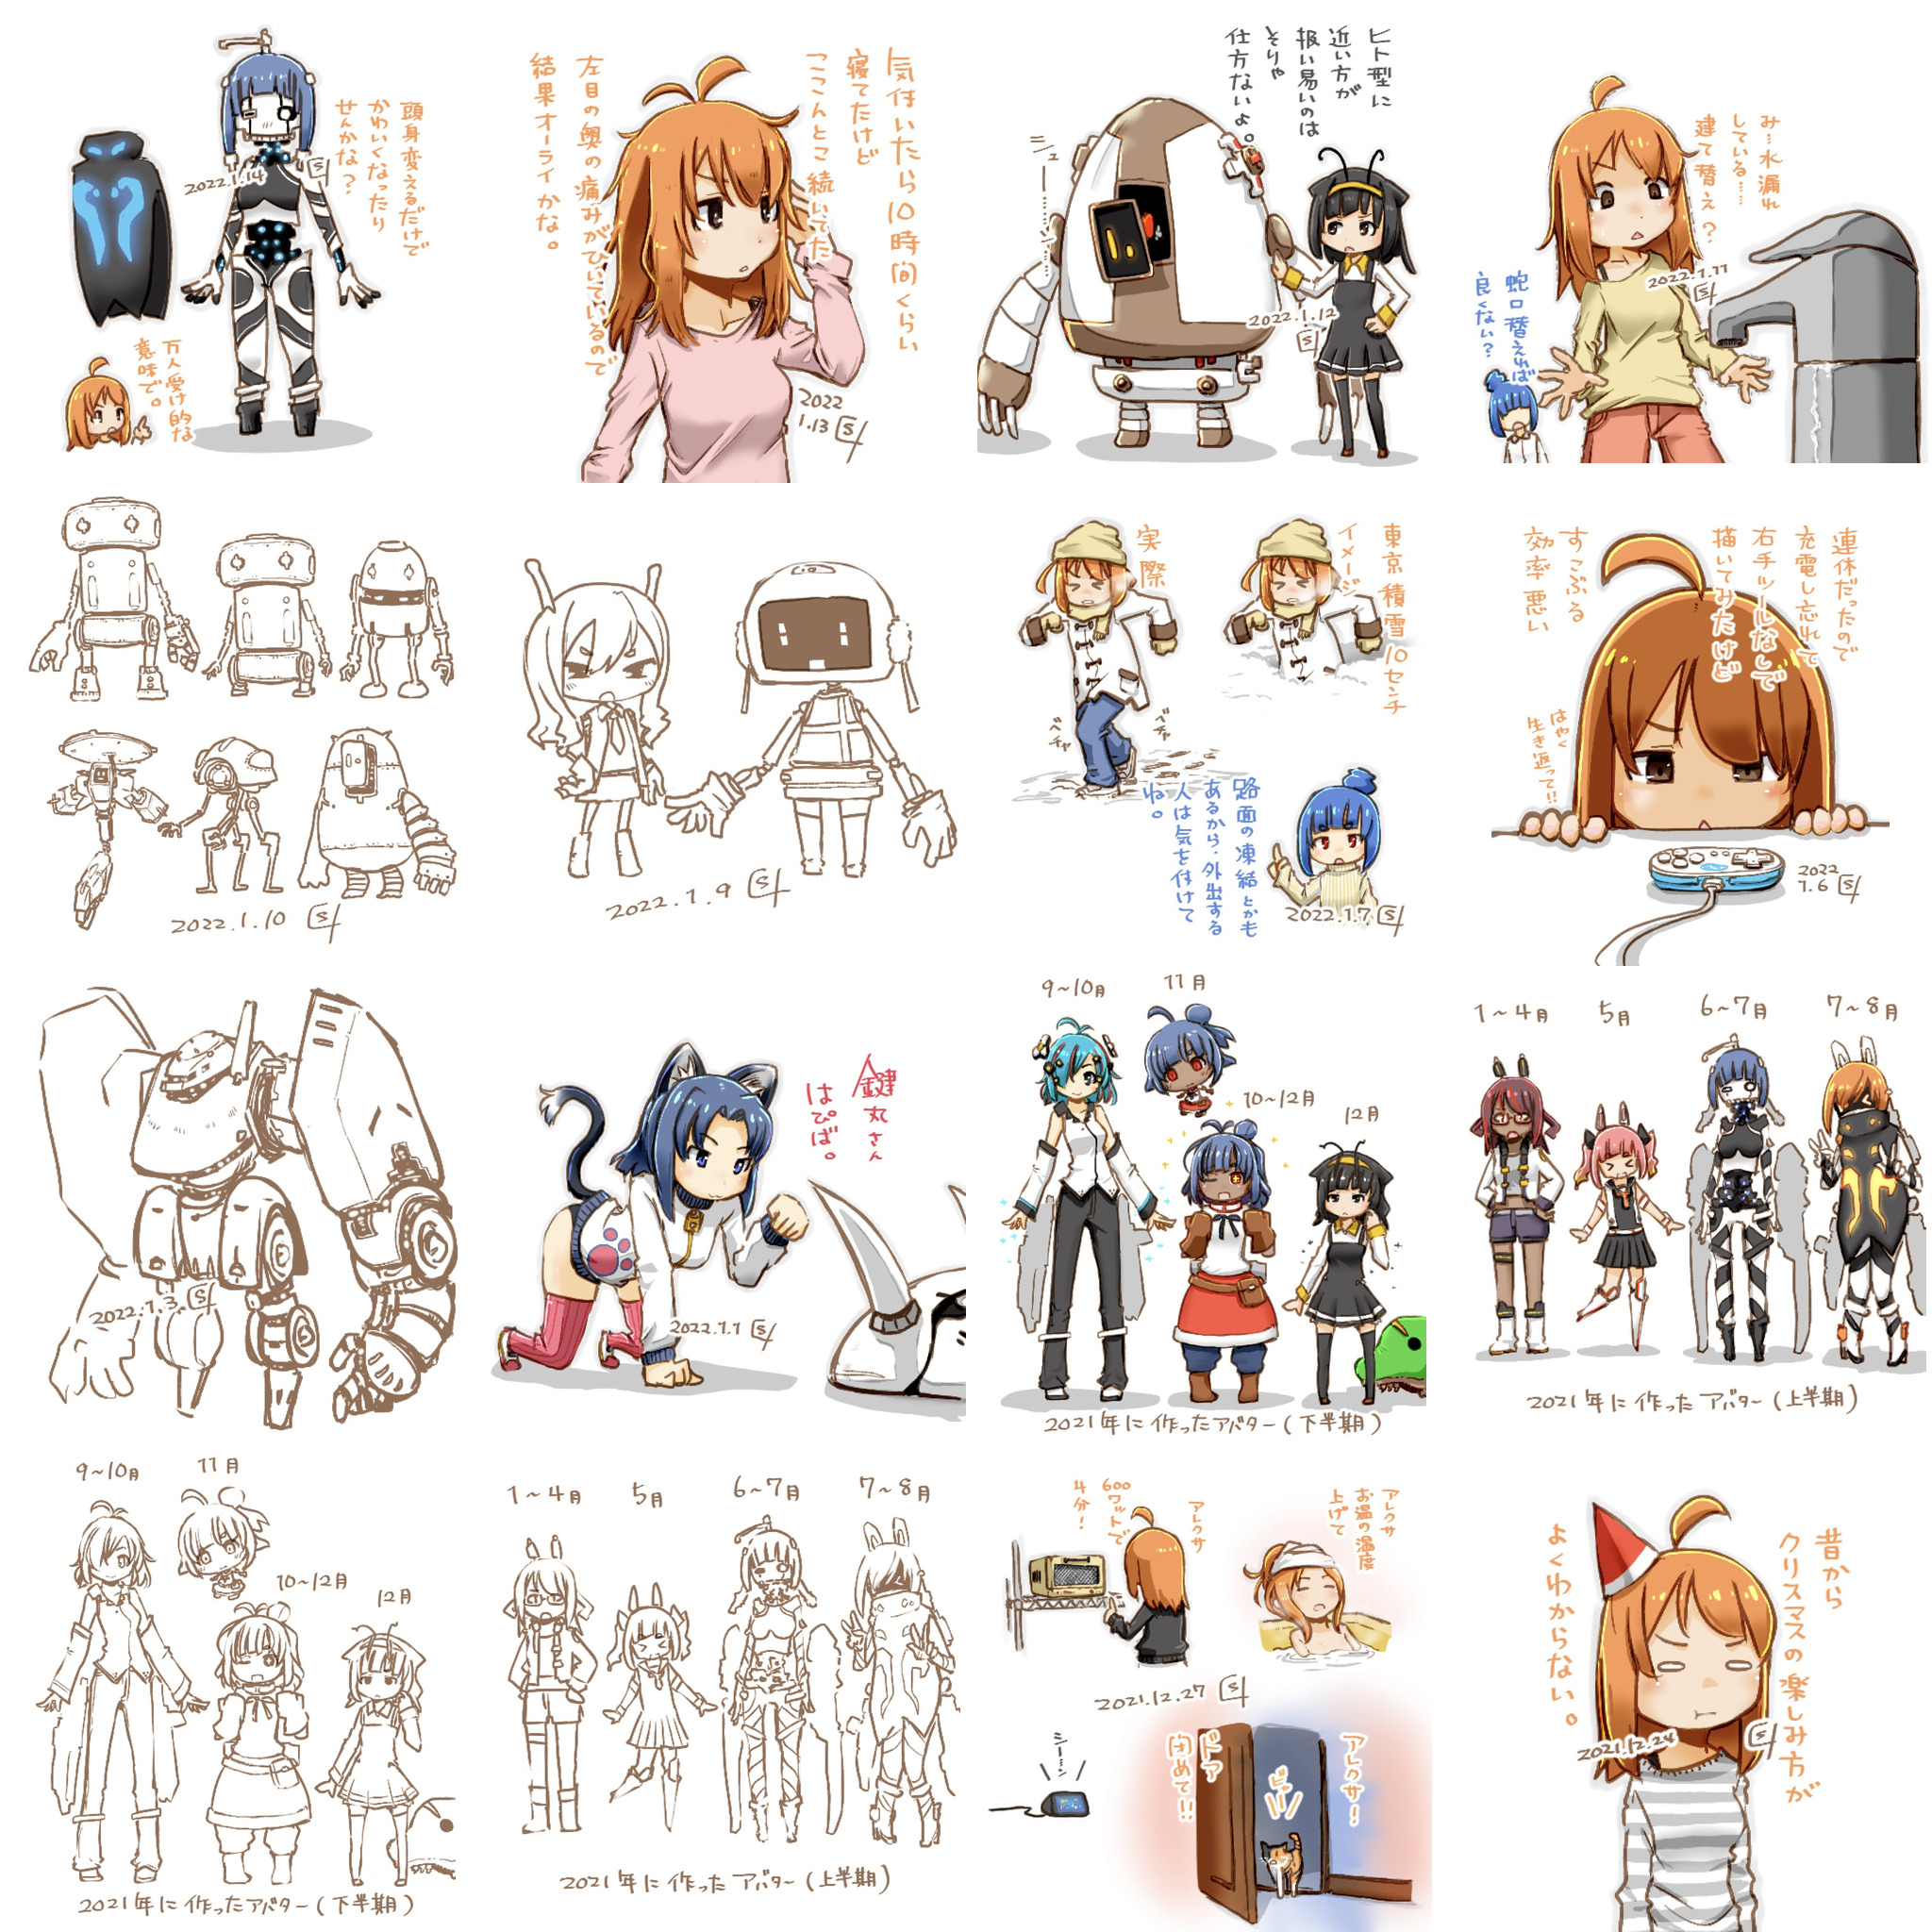 頭身変えるだけで
かわいくなったり
せんかな?
2022.1.14
万人受け的な
意味で。
気付いたら10時間くらい
寝てたけど
ここんとこ続いてた
左目の奥の痛みがひいているので
結果オーライかな。
2022
1.13
ヒト型に
近い方が
扱い易いのは
そりゃ
仕方ないよ。
2022.1.12
み…水漏れ
している……
建て替え?
2022.1.11
蛇口替えれば
良くない?
2022.1.10
2022.1.9
東京積雪10センチ
イメージ
実際
ベチャ
ベチャ
路面の凍結とかも
あるから、外出する
人は気を付けて
ね。
2022.1.7
連休だったので
充電し忘れて
右手ツールなしで
描いてみたけど
すこぶる
効率悪い
はやく
生き返って!!
2022
1.6
2022.1.3
鍵丸さん
はぴば。
2022.1.1
9~10月
11月
10~12月
12月
2021年に作ったアバター(下半期)
1~4月
5月
6~7月
7~8月
2021年に作ったアバター(上半期)
9~10月
11月
10~12月
12月
2021年に作ったアバター(下半期)
1~4月
5月
6~7月
7~8月
2021年に作ったアバター(上半期)
アレクサ
600
ワットで
4分!
アレクサ
お湯の温度
上げて
2021.12.27
アレクサ!
ドア
閉めて!!
昔から
クリスマスの楽しみ方が
よくわからない。
2021.12.24